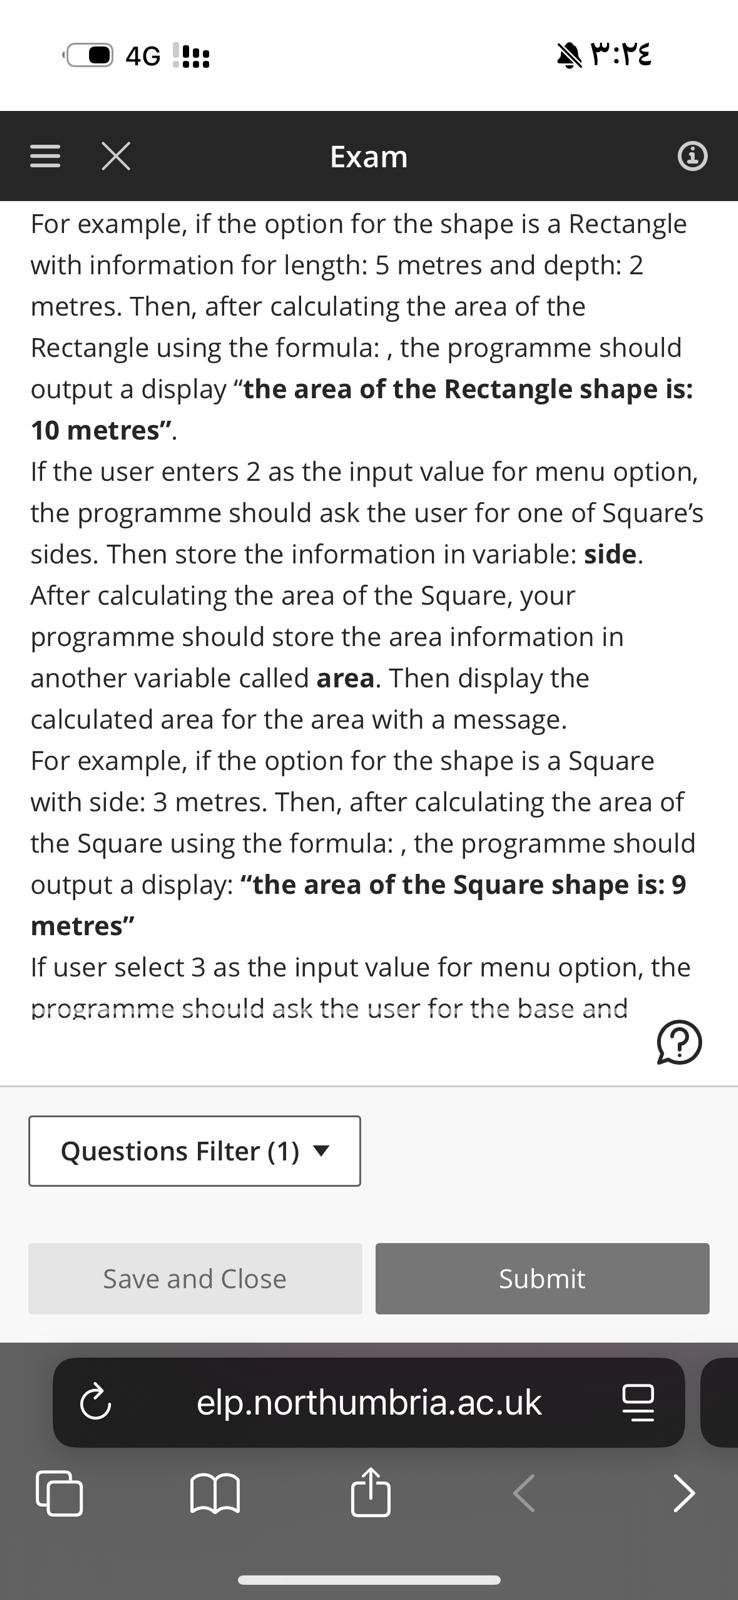 4G
٣:٢٤
Exam
For example, if the option for the shape is a Rectangle
with information for length: 5 metres and depth: 2
metres. Then, after calculating the area of the
Rectangle using the formula: , the programme should
output a display “the area of the Rectangle shape is:
10 metres”.
If the user enters 2 as the input value for menu option,
the programme should ask the user for one of Square’s
sides. Then store the information in variable: side.
After calculating the area of the Square, your
programme should store the area information in
another variable called area. Then display the
calculated area for the area with a message.
For example, if the option for the shape is a Square
with side: 3 metres. Then, after calculating the area of
the Square using the formula: , the programme should
output a display: “the area of the Square shape is: 9
metres”
If user select 3 as the input value for menu option, the
programme should ask the user for the base and
Questions Filter (1)
Save and Close
Submit
elp.northumbria.ac.uk